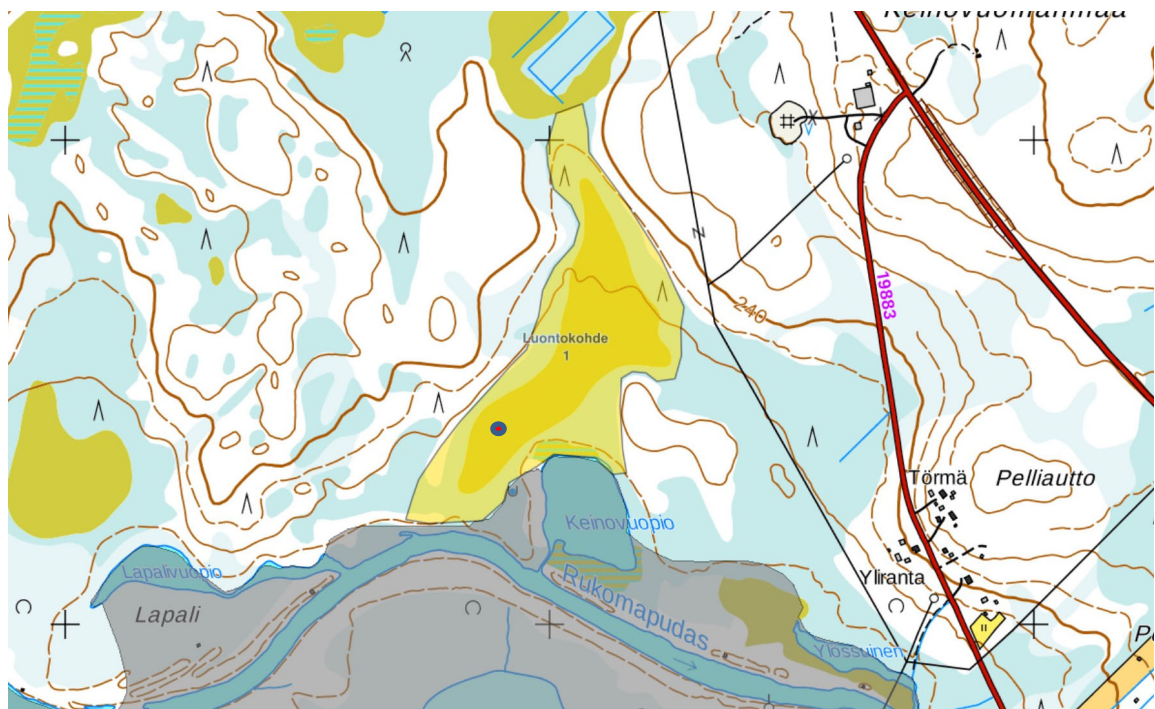 Keinovuomanmaa
19883
240
Luontokohde
1
Törmä
Pelliautto
Keinovuopio
Lapalivuopio
Rukomapudas
Yliranta
Lapali
Ylössuinen